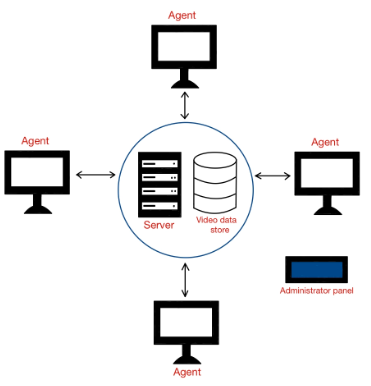 Agent
Agent
Agent
Server
Video data
store
Administrator panel
Agent